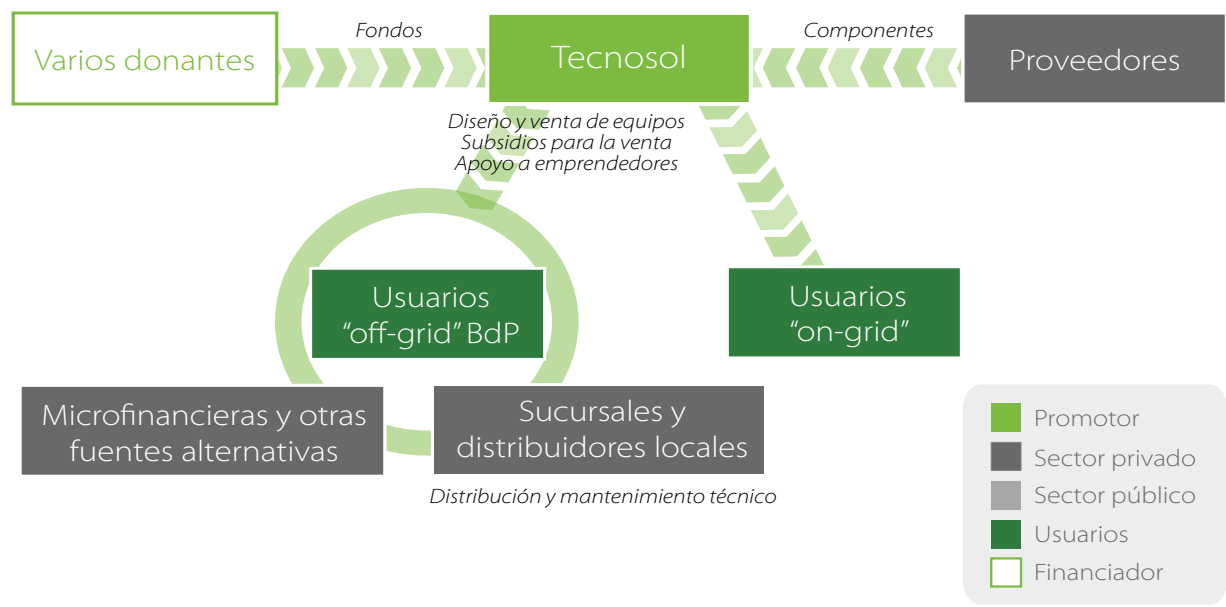 Fondos
Componentes
Varios donantes
Tecnosol
Proveedores
Diseño y venta de equipos
Subsidios para la venta
Apoyo a emprendedores
Usuarios
“off-grid” BdP
Usuarios
“on-grid”
Microfinancieras y otras
fuentes alternativas
Sucursales y
distribuidores locales
Distribución y mantenimiento técnico
Promotor
Sector privado
Sector público
Usuarios
Financiador